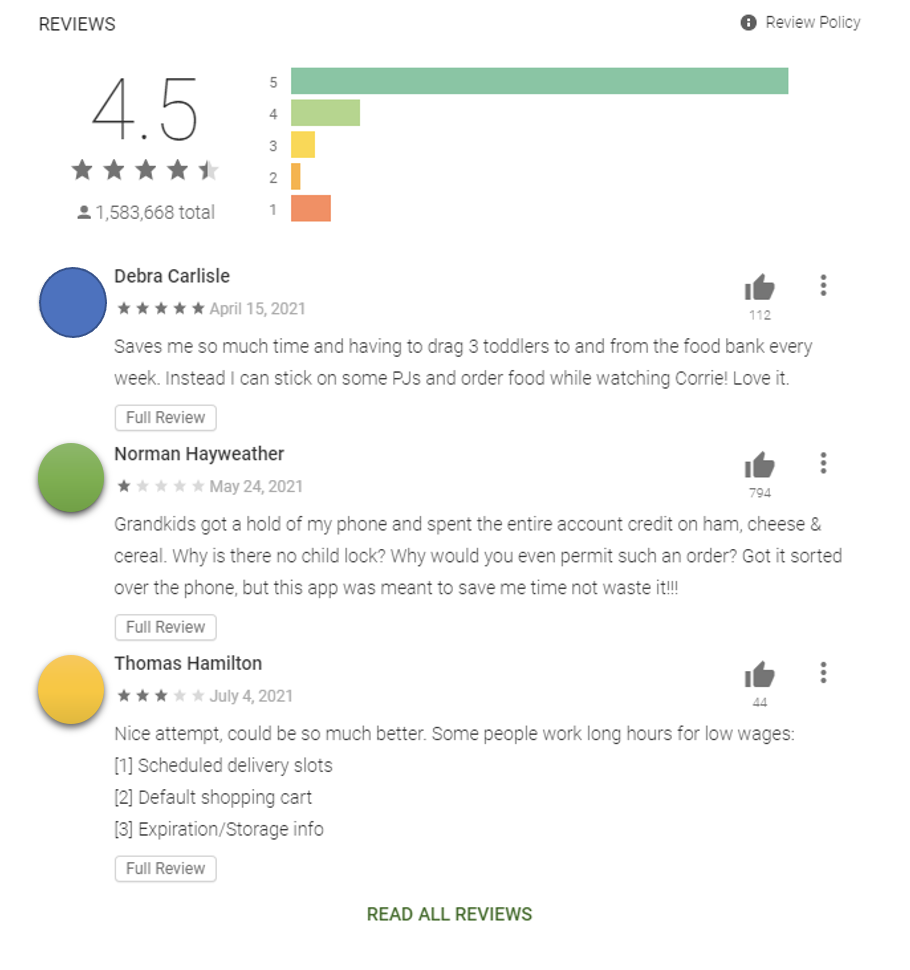 REVIEWS
Review Policy
4.5
1,583,668 total
5
4
3
2
1
Debra Carlisle
April 15, 2021
112
Saves me so much time and having to drag 3 toddlers to and from the food bank every
week. Instead I can stick on some PJs and order food while watching Corrie! Love it.
Full Review
Norman Hayweather
May 24, 2021
794
Grandkids got a hold of my phone and spent the entire account credit on ham, cheese &
cereal. Why is there no child lock? Why would you even permit such an order? Got it sorted
over the phone, but this app was meant to save me time not waste it!!!
Full Review
Thomas Hamilton
July 4, 2021
44
Nice attempt, could be so much better. Some people work long hours for low wages:
[1] Scheduled delivery slots
[2] Default shopping cart
[3] Expiration/Storage info
Full Review
READ ALL REVIEWS